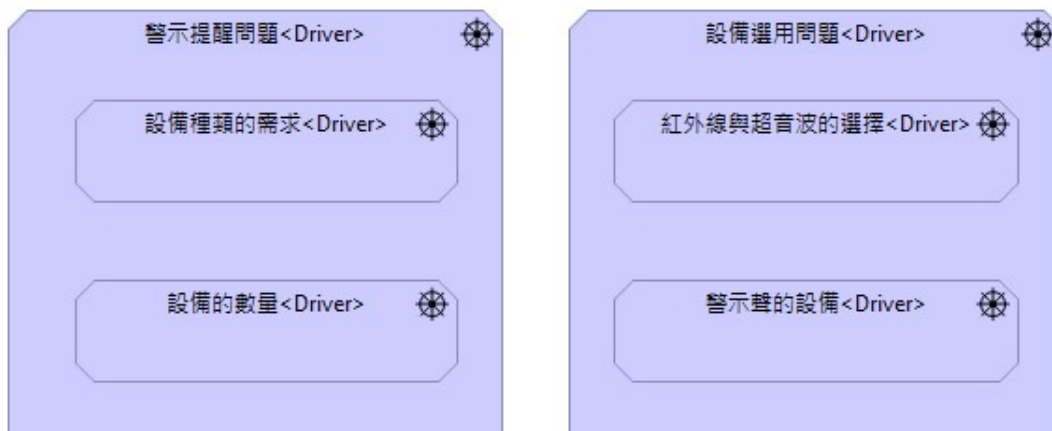 警示提醒問題<Driver>
設備種類的需求<Driver>
設備的數量<Driver>
設備選用問題<Driver>
紅外線與超音波的選擇<Driver>
警示聲的設備<Driver>